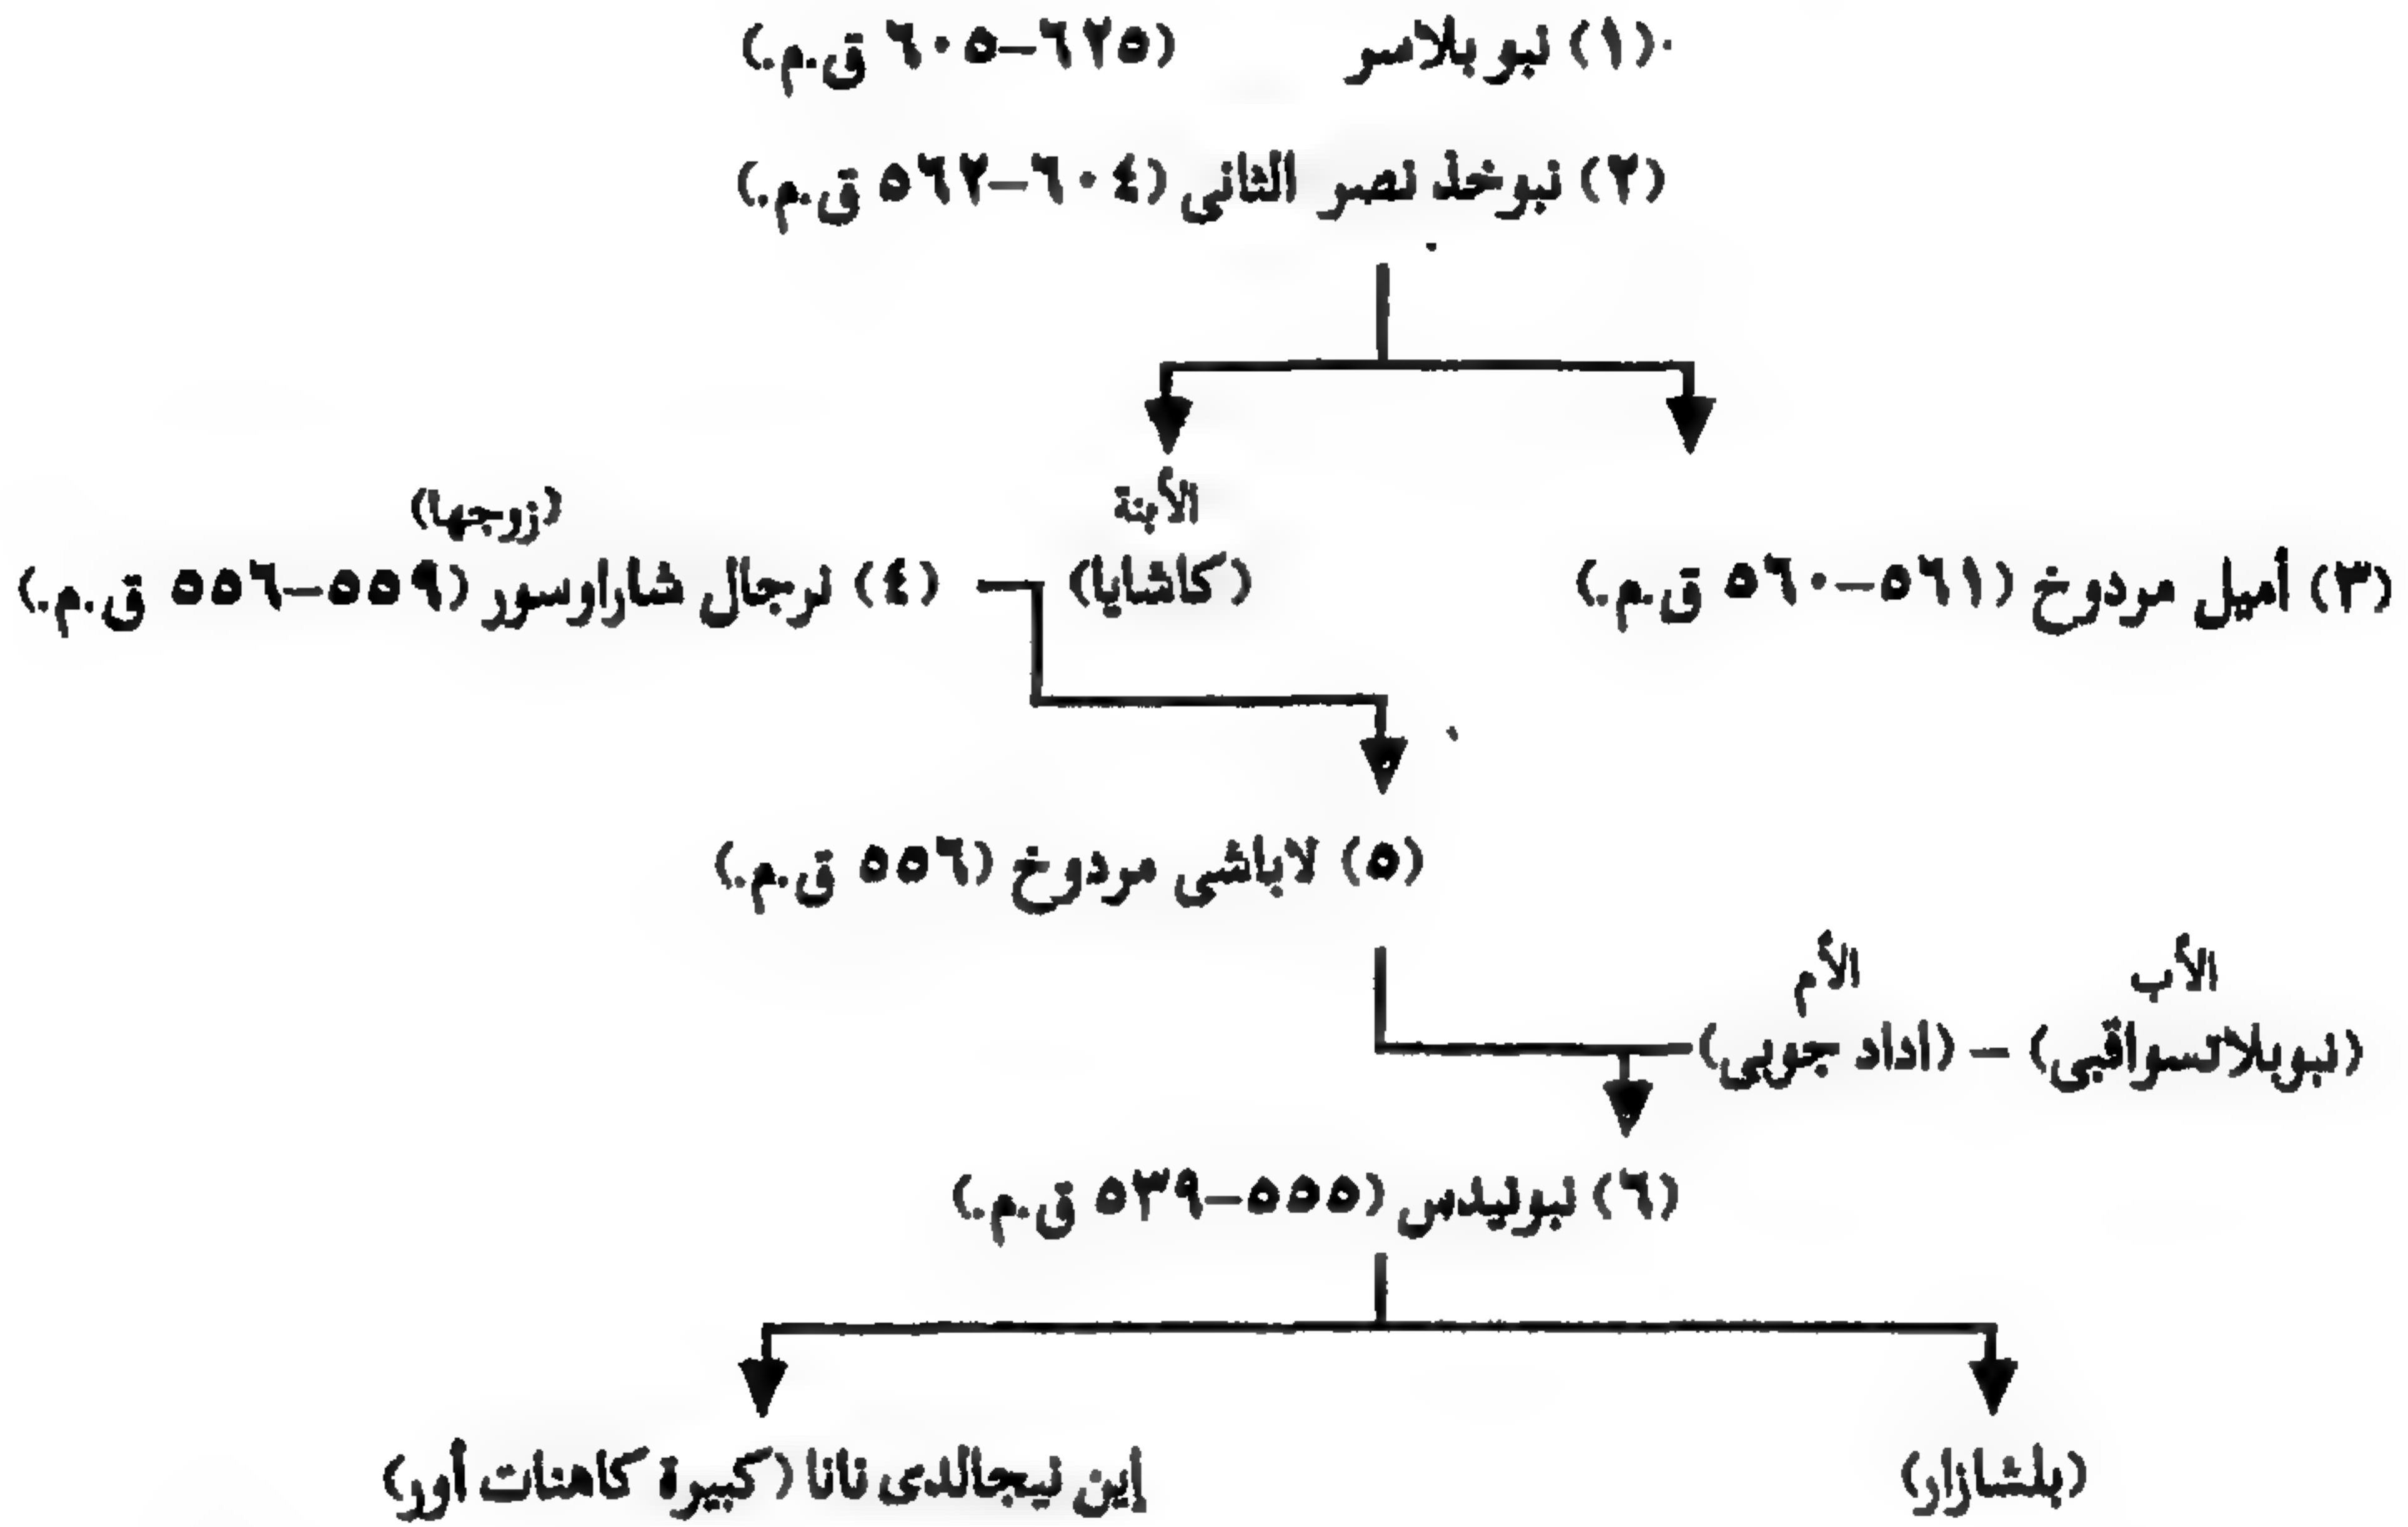 (١) نبوبلاسر (٦٢٥–٦٠٥ ق.م.)
(٢) نبوخذ نصر الثانى (٦٠٤–٥٦٢ ق.م.)
الأبنة (زوجها)
(٣) أميل مردوخ (٥٦١–٥٦٠ ق.م.) (كاشايا) – (٤) نرجال شاراوسور (٥٥٩–٥٥٦ ق.م.)
(٥) لاباشى مردوخ (٥٥٦ ق.م.)
الأب الأم
(نبوبلاتسواقبى) – (اداد جوبى)
(٦) نبونيدس (٥٥٥–٥٣٩ ق.م.)
(بلشازار) إين نيجالدى نانا (كبيرة كاهنات أور)